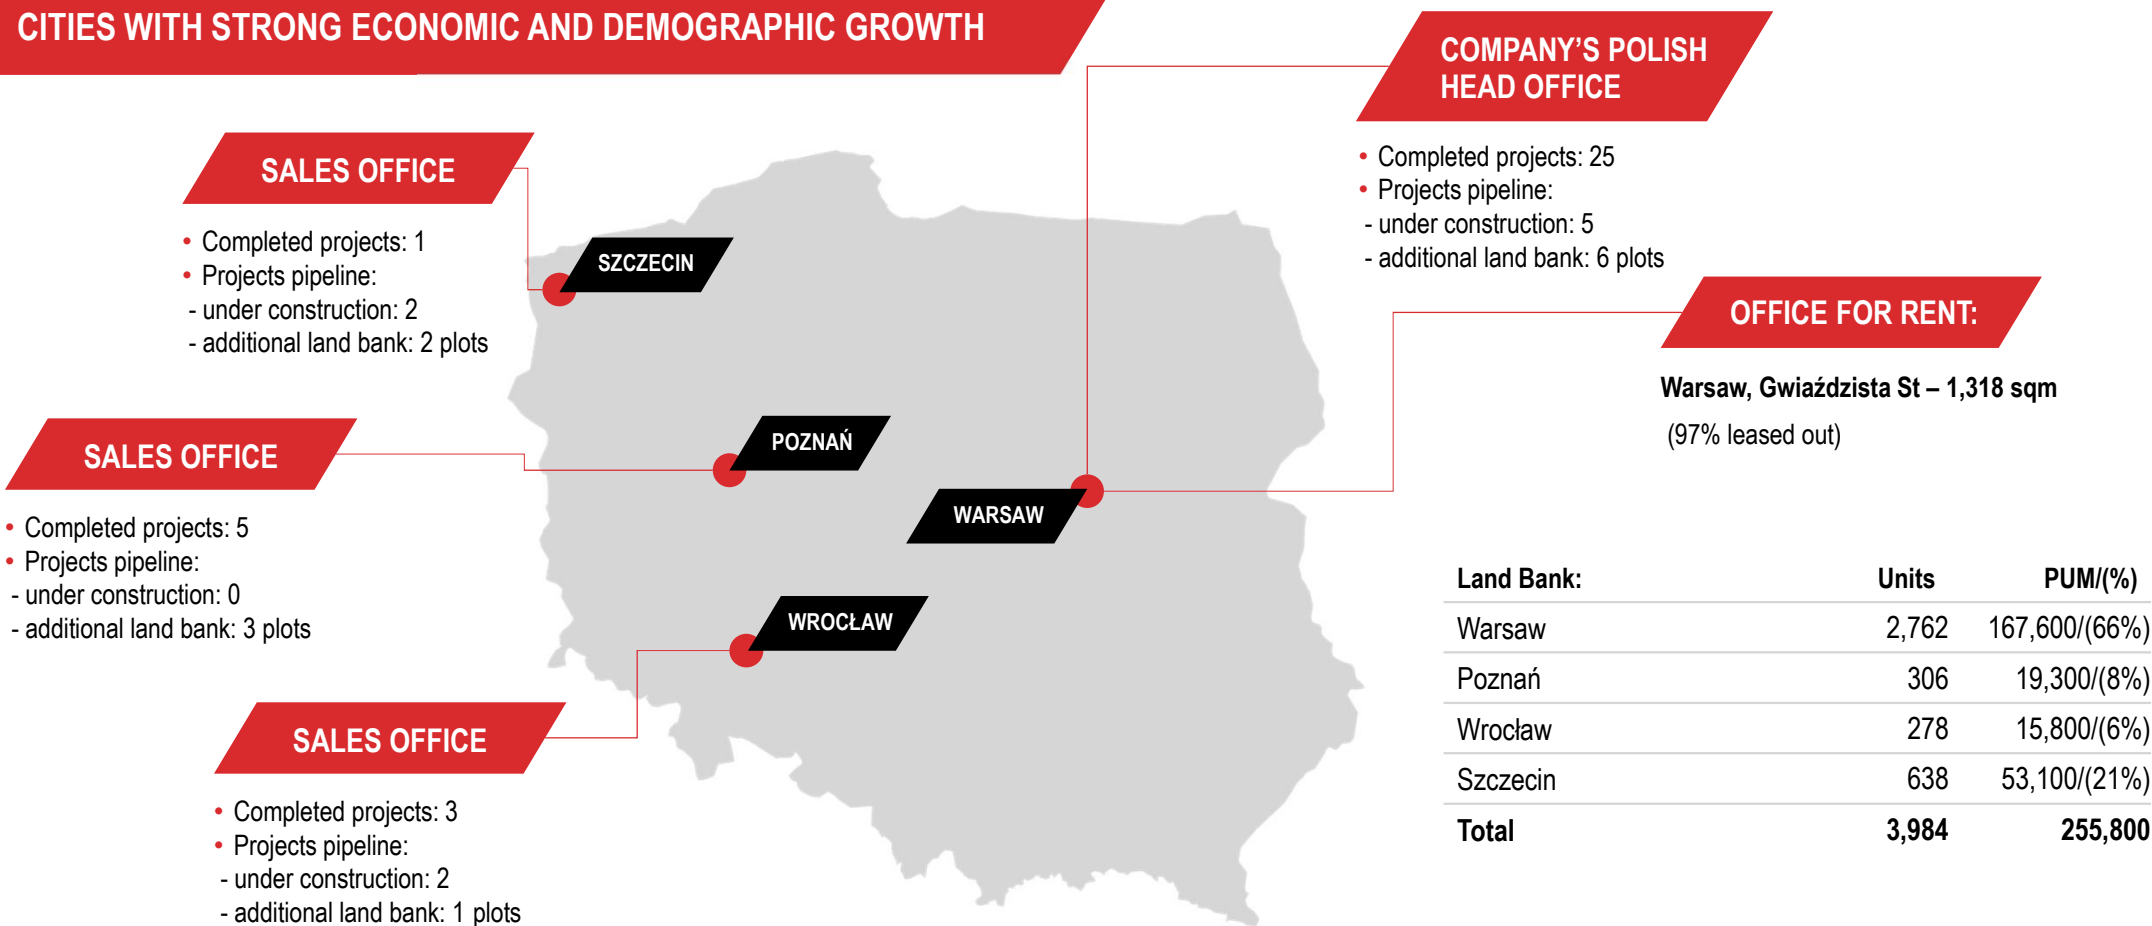 CITIES WITH STRONG ECONOMIC AND DEMOGRAPHIC GROWTH
COMPANY'S POLISH
HEAD OFFICE
• Completed projects: 25
• Projects pipeline:
- under construction: 5
- additional land bank: 6 plots
SALES OFFICE
• Completed projects: 1
• Projects pipeline:
- under construction: 2
- additional land bank: 2 plots
SZCZECIN
OFFICE FOR RENT:
Warsaw, Gwiaździsta St – 1,318 sqm
(97% leased out)
SALES OFFICE
• Completed projects: 5
• Projects pipeline:
- under construction: 0
- additional land bank: 3 plots
POZNAŃ
WARSAW
WROCŁAW
SALES OFFICE
• Completed projects: 3
• Projects pipeline:
- under construction: 2
- additional land bank: 1 plots
Land Bank: Units PUM/(%)
Warsaw 2,762 167,600/(66%)
Poznań 306 19,300/(8%)
Wrocław 278 15,800/(6%)
Szczecin 638 53,100/(21%)
Total 3,984 255,800